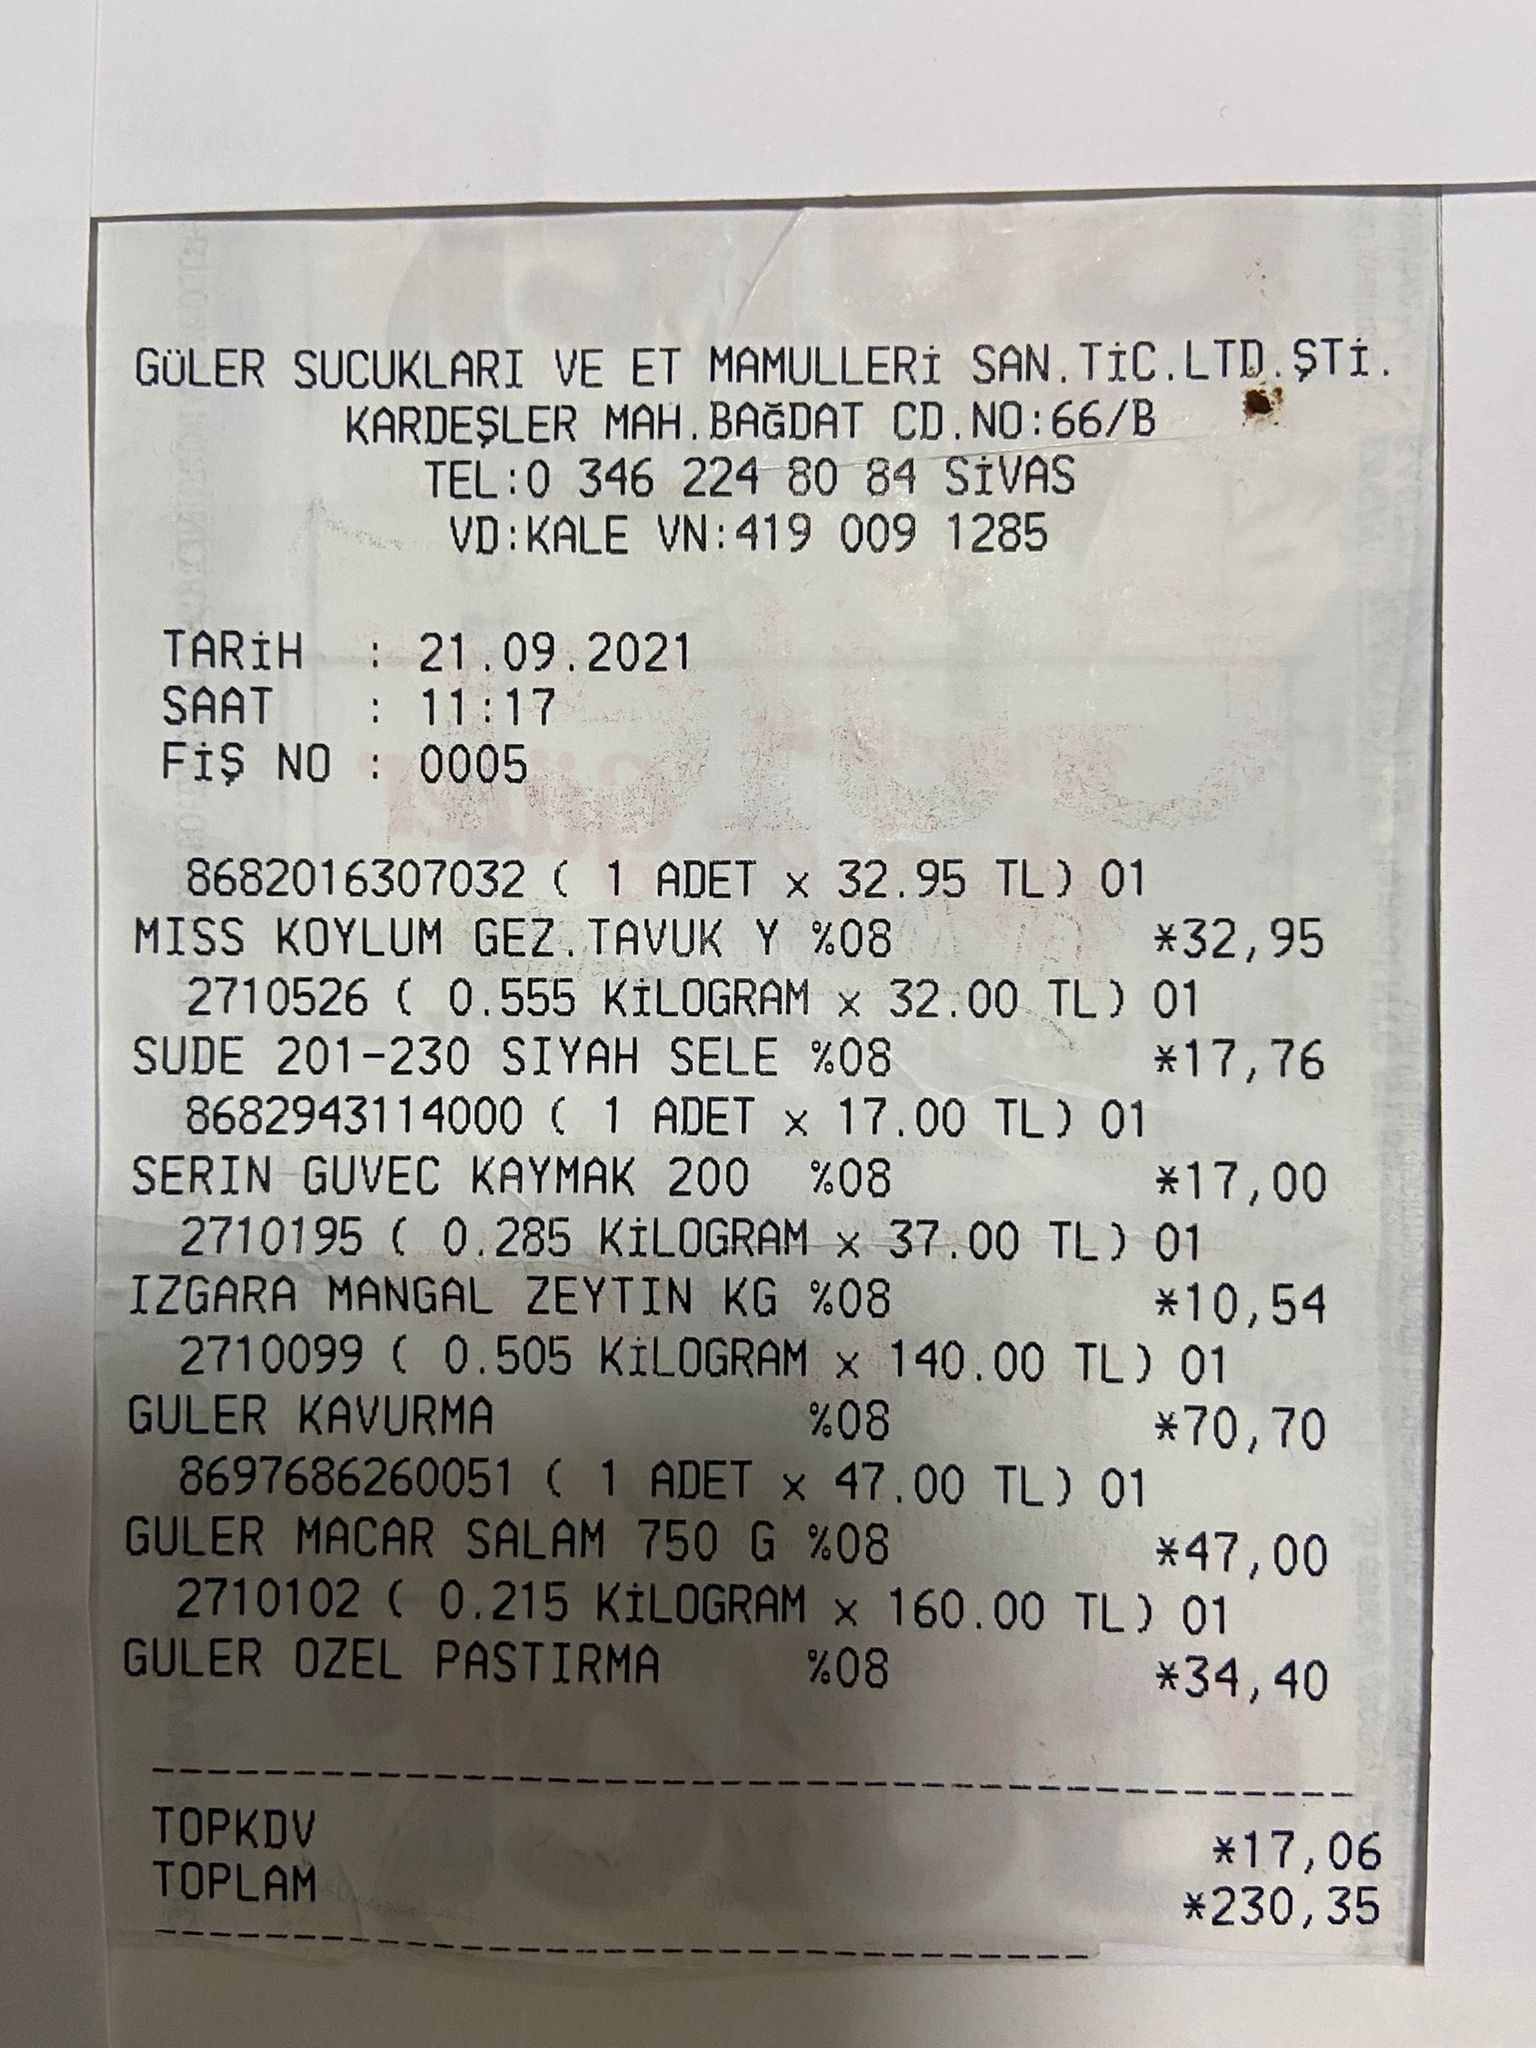 GÜLER SUCUKLARI VE ET MAMULLERİ SAN.TİC.LTD.ŞTİ.
KARDEŞLER MAH.BAĞDAT CD.NO:66/B
TEL:0 346 224 80 84 SİVAS
VD:KALE VN:419 009 1285
TARİH : 21.09.2021
SAAT : 11:17
FİŞ NO : 0005
8682016307032 ( 1 ADET x 32.95 TL) 01
MISS KOYLUM GEZ.TAVUK Y %08 *32,95
2710526 ( 0.555 KİLOGRAM x 32.00 TL) 01
SUDE 201-230 SIYAH SELE %08 *17,76
8682943114000 ( 1 ADET x 17.00 TL) 01
SERIN GUVEC KAYMAK 200 %08 *17,00
2710195 ( 0.285 KİLOGRAM x 37.00 TL) 01
IZGARA MANGAL ZEYTIN KG %08 *10,54
2710099 ( 0.505 KİLOGRAM x 140.00 TL) 01
GULER KAVURMA %08 *70,70
8697686260051 ( 1 ADET x 47.00 TL) 01
GULER MACAR SALAM 750 G %08 *47,00
2710102 ( 0.215 KİLOGRAM x 160.00 TL) 01
GULER OZEL PASTIRMA %08 *34,40
TOPKDV *17,06
TOPLAM *230,35